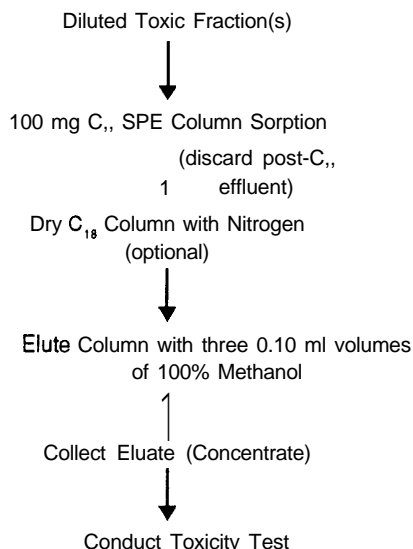 Diluted Toxic Fraction(s)
100 mg C,, SPE Column Sorption
(discard post-C,,
1 effluent)
Dry C₁₈ Column with Nitrogen
(optional)
Elute Column with three 0.10 ml volumes
of 100% Methanol
Collect Eluate (Concentrate)
Conduct Toxicity Test